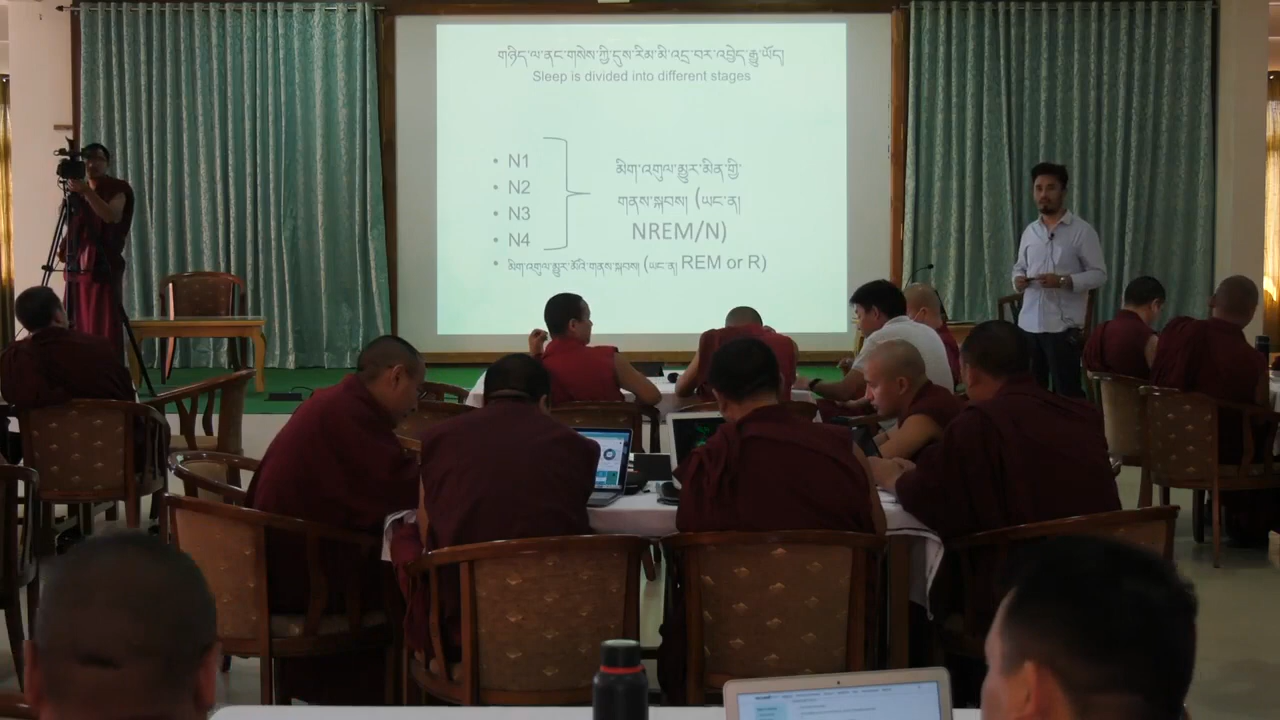 གཉིད་ལ་ནང་གསེས་ཀྱི་དུས་རིམ་མི་འདྲ་བར་འབྱེད་རྒྱུ་ཡོད།
Sleep is divided into different stages
• N1
• N2
• N3
• N4
མིག་འགུལ་མྱུར་མིན་གྱི་
གནས་སྐབས། (ཡང་ན།
NREM/N)
• མིག་འགུལ་མྱུར་མོའི་གནས་སྐབས། (ཡང་ན། REM or R)